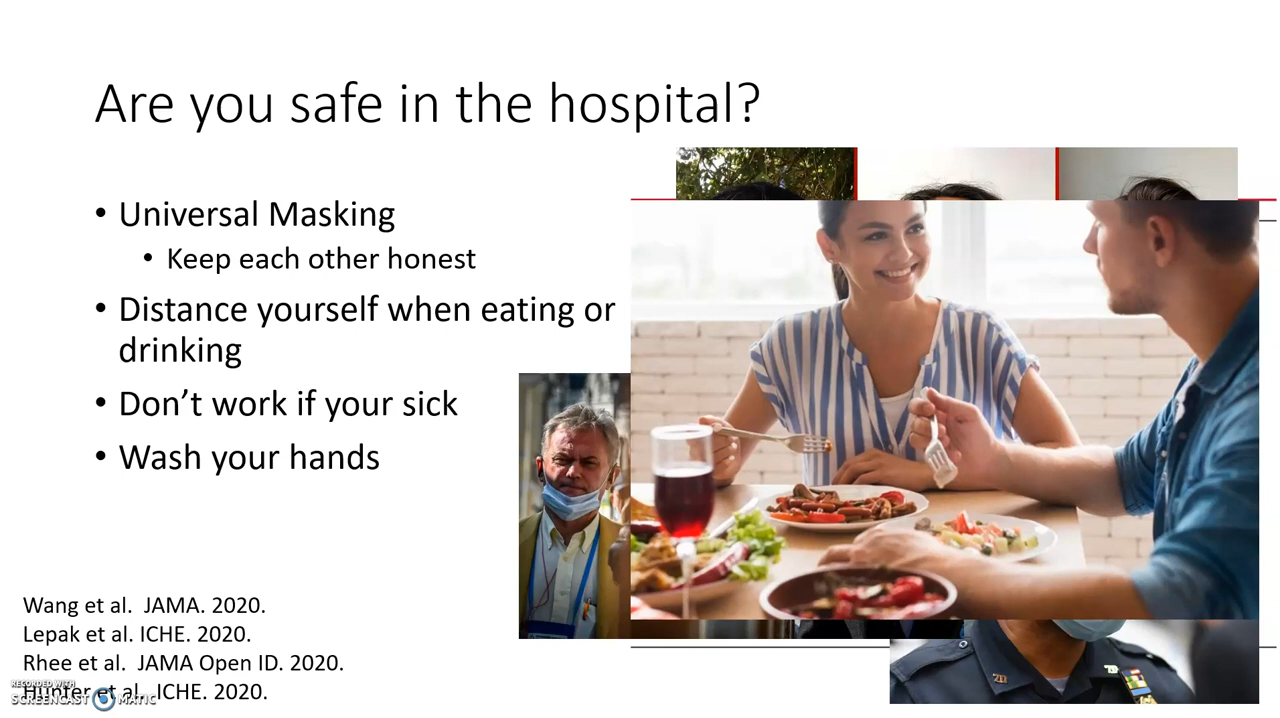 Are you safe in the hospital?
• Universal Masking
• Keep each other honest
• Distance yourself when eating or
drinking
• Don’t work if your sick
• Wash your hands
Wang et al.  JAMA. 2020.
Lepak et al. ICHE. 2020.
Rhee et al.  JAMA Open ID. 2020.
Hunter et al.  ICHE. 2020.
RECORDED WITH
SCREENCAST MATIC